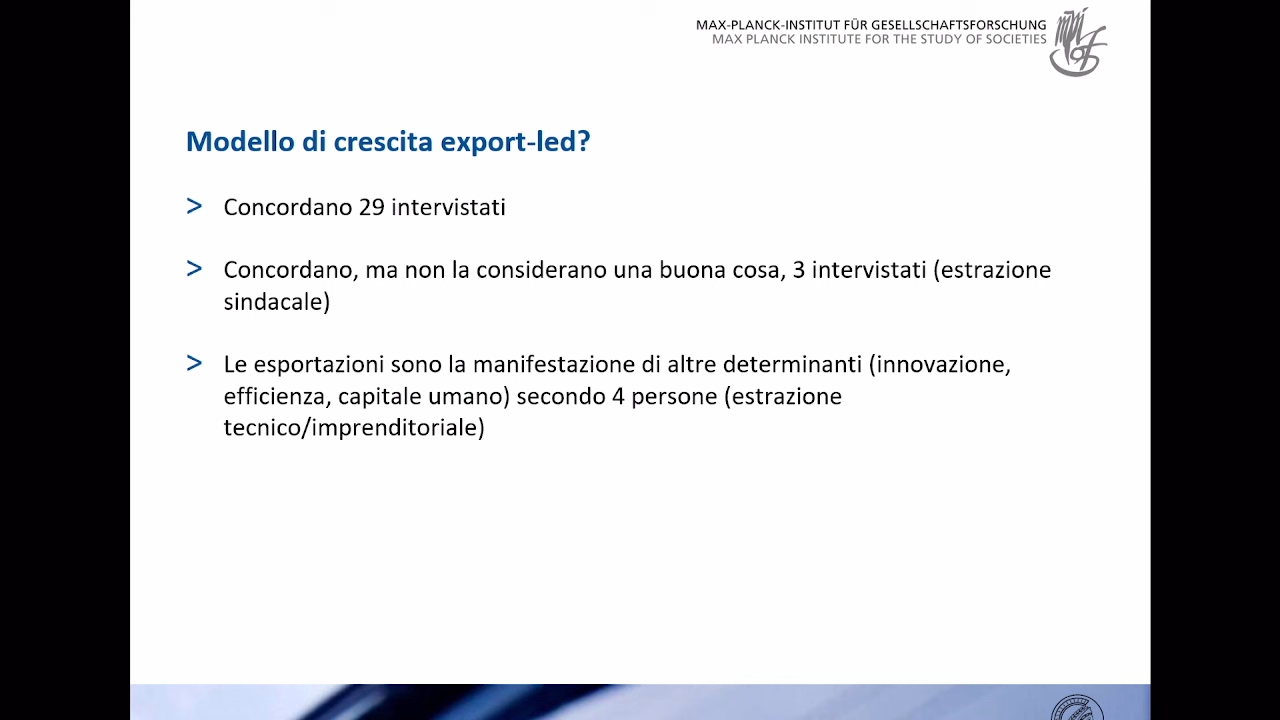 MAX-PLANCK-INSTITUT FÜR GESELLSCHAFTSFORSCHUNG
MAX PLANCK INSTITUTE FOR THE STUDY OF SOCIETIES
Modello di crescita export-led?
> Concordano 29 intervistati
> Concordano, ma non la considerano una buona cosa, 3 intervistati (estrazione
sindacale)
> Le esportazioni sono la manifestazione di altre determinanti (innovazione,
efficienza, capitale umano) secondo 4 persone (estrazione
tecnico/imprenditoriale)